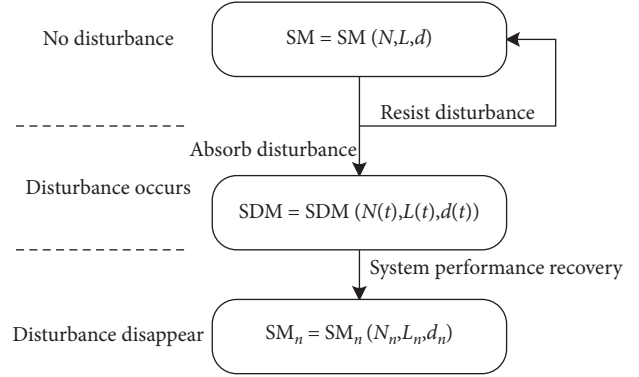 No disturbance
SM = SM (N,L,d)
Resist disturbance
Absorb disturbance
Disturbance occurs
SDM = SDM (N(t),L(t),d(t))
System performance recovery
Disturbance disappear
SMₙ = SMₙ (Nₙ,Lₙ,dₙ)